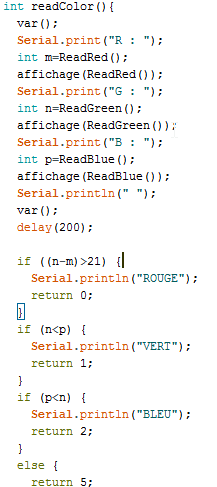 int readColor(){
  var();
  Serial.print("R : ");
  int m=ReadRed();
  affichage(ReadRed());
  Serial.print("G : ");
  int n=ReadGreen();
  affichage(ReadGreen());
  Serial.print("B : ");
  int p=ReadBlue();
  affichage(ReadBlue());
  Serial.println(" ");
  var();
  delay(200);

  if ((n-m)>21) {
    Serial.println("ROUGE");
    return 0;
  }
  if (n<p) {
    Serial.println("VERT");
    return 1;
  }
  if (p<n) {
    Serial.println("BLEU");
    return 2;
  }
  else {
    return 5;